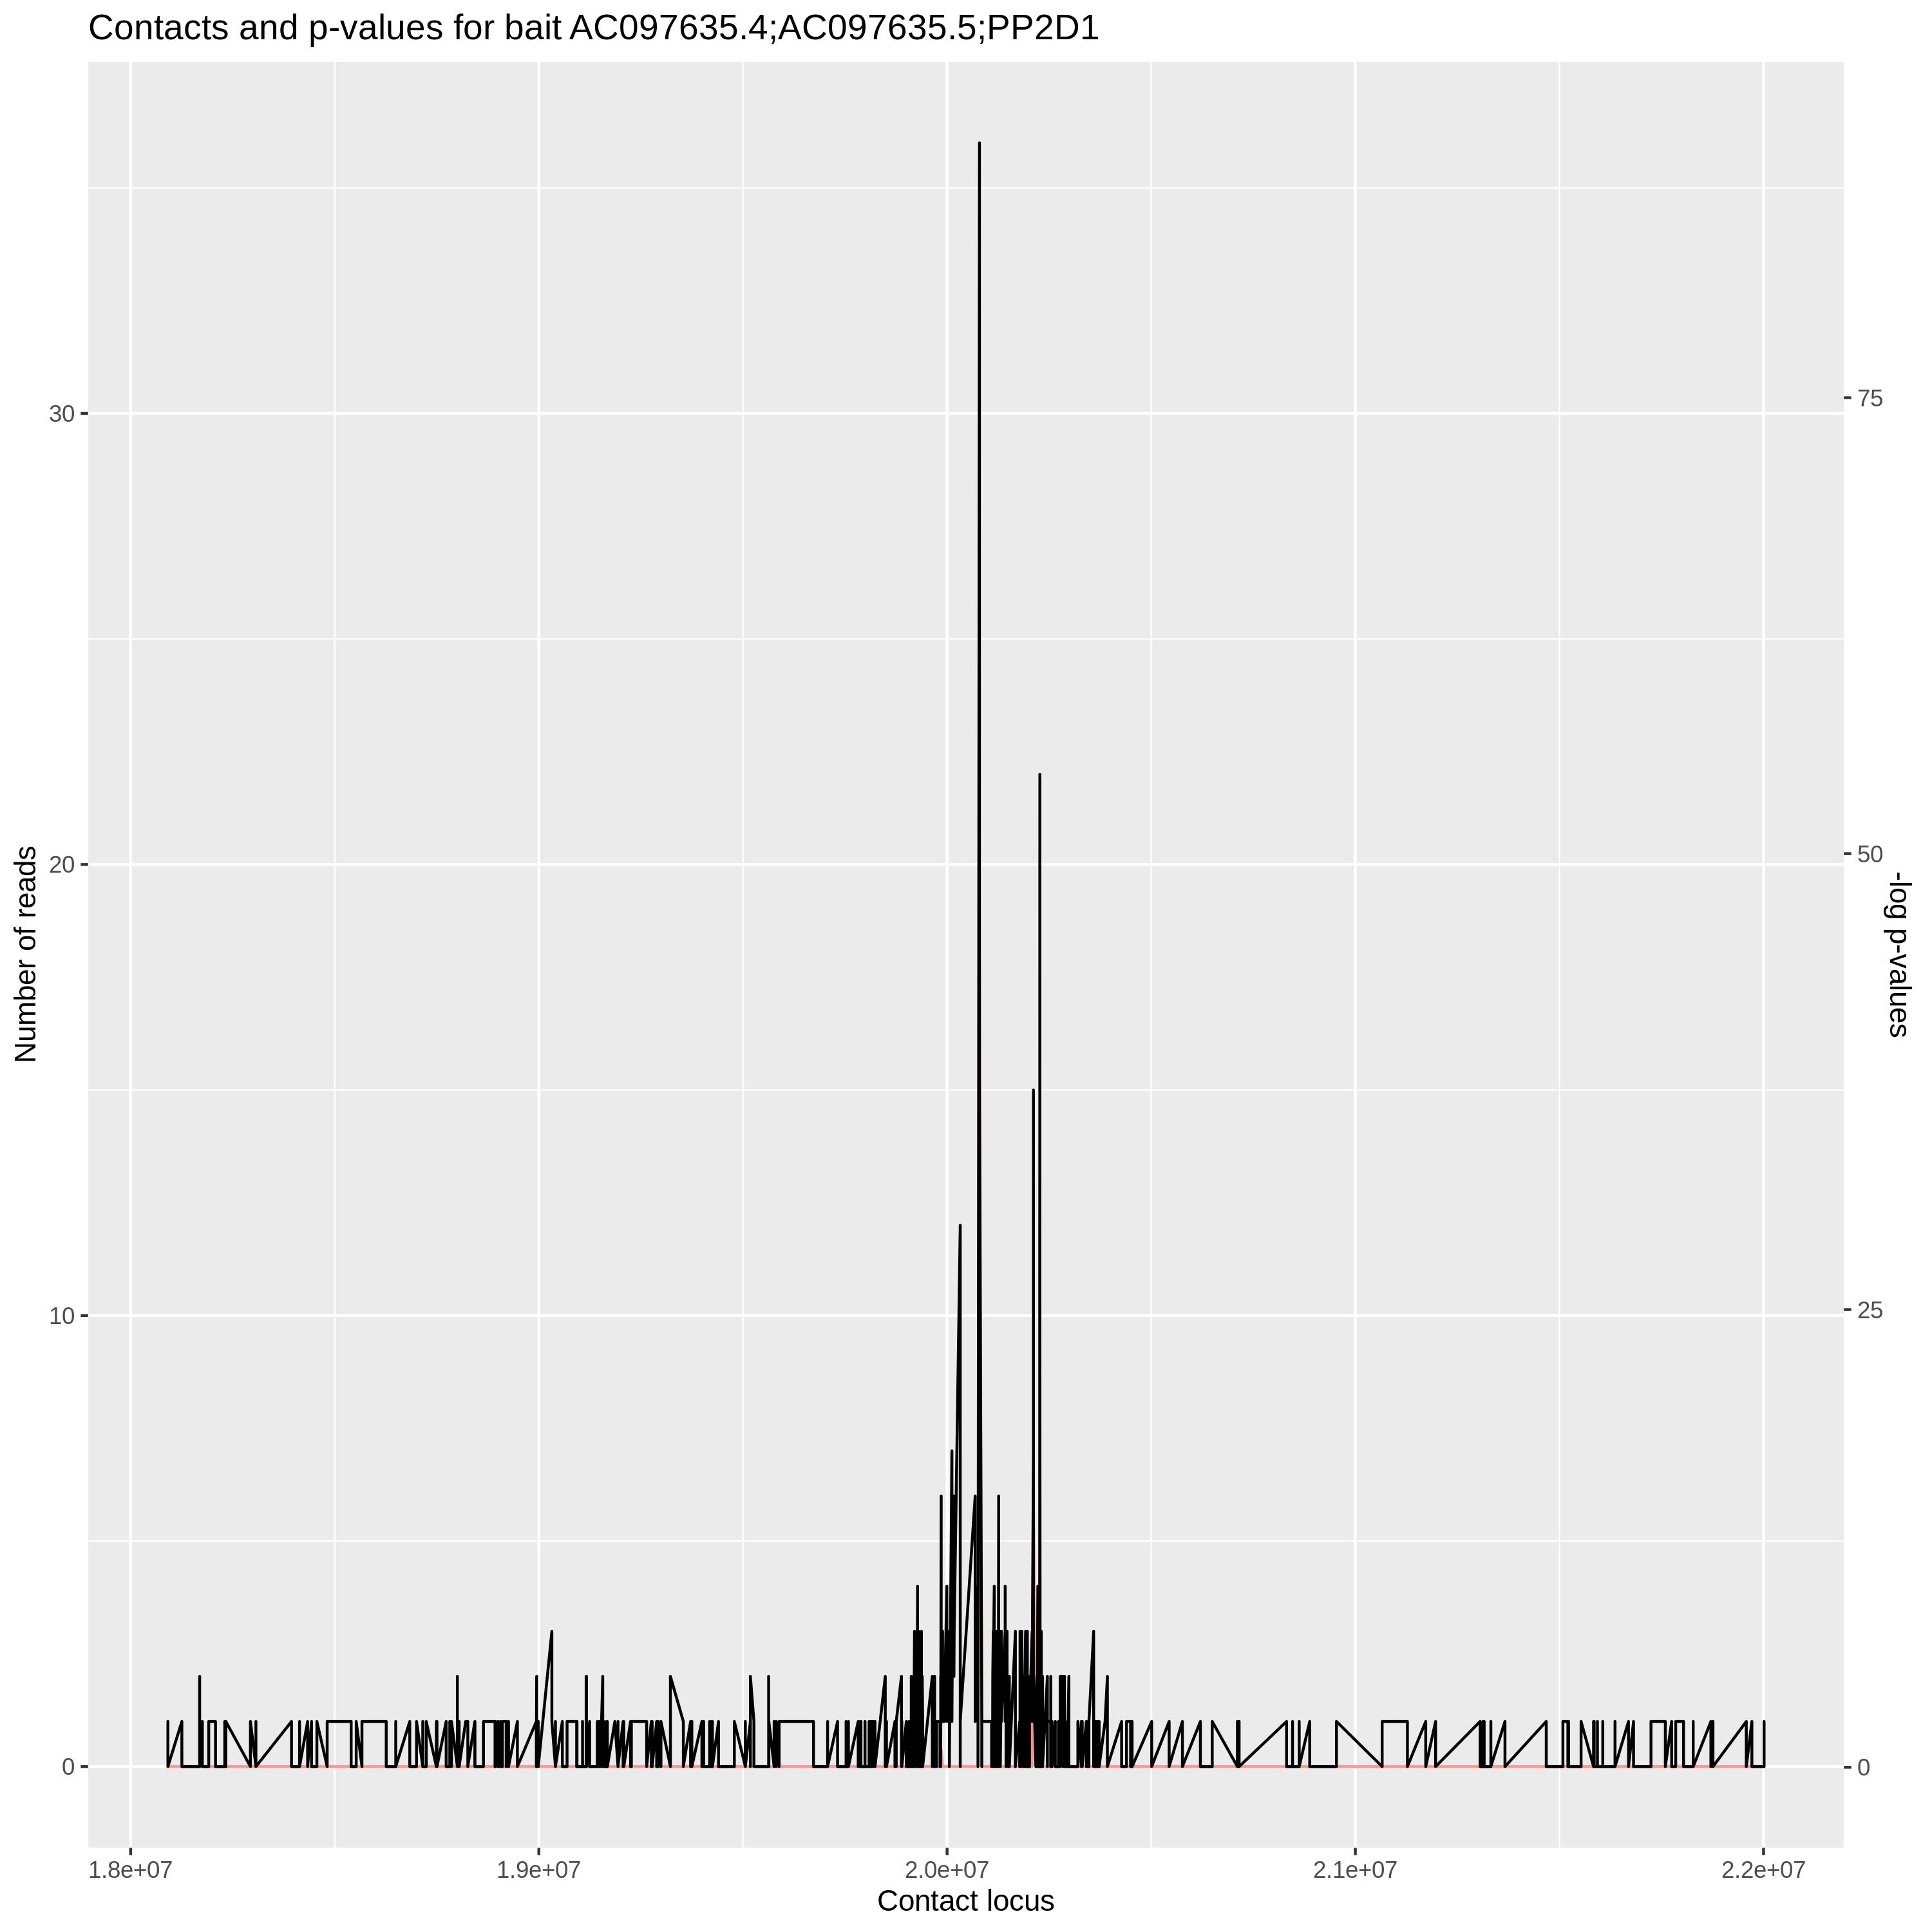 Contacts and p-values for bait AC097635.4;AC097635.5;PP2D1
30
20
10
0
Number of reads
75
50
25
0
-log p-values
1.8e+07 1.9e+07 2.0e+07 2.1e+07 2.2e+07
Contact locus